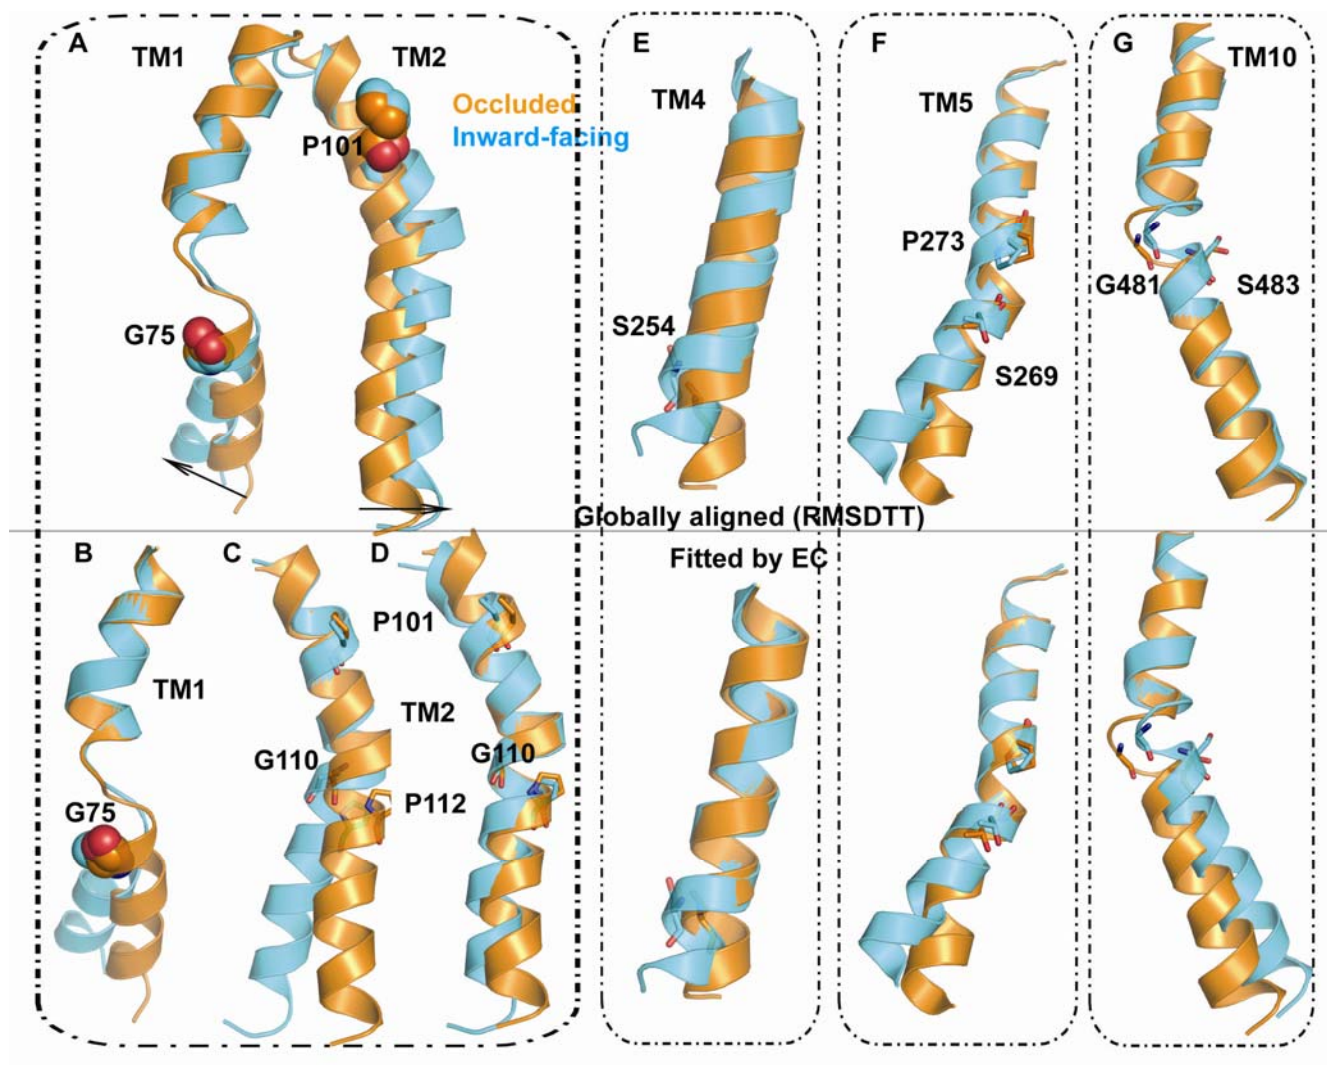 A
TM1
TM2
Occluded
Inward-facing
P101
G75
E
TM4
S254
F
TM5
P273
S269
G
TM10
G481
S483
Globally aligned (RMSDTT)
Fitted by EC
B
C
D
P101
TM1
TM2
G110
G110
P112
G75